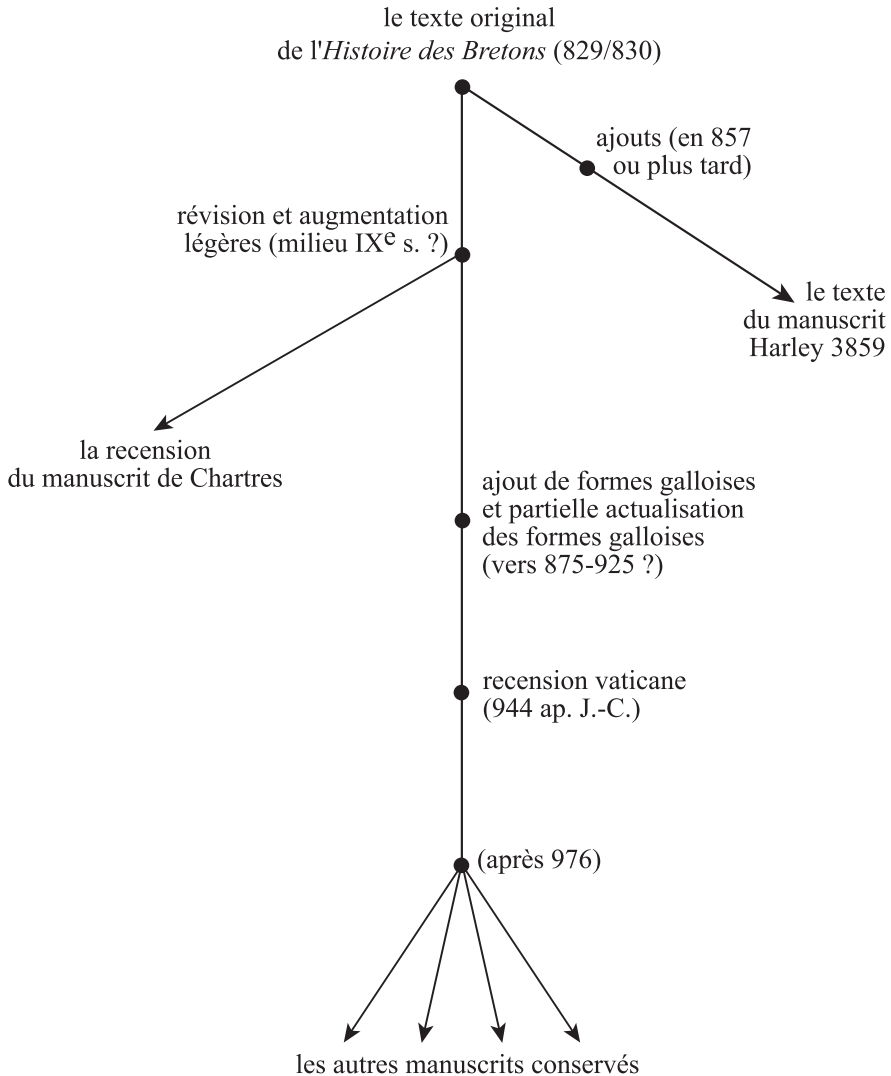 le texte original
de l'Histoire des Bretons (829/830)
ajouts (en 857
ou plus tard)
révision et augmentation
légères (milieu IXe s. ?)
le texte
du manuscrit
Harley 3859
la recension
du manuscrit de Chartres
ajout de formes galloises
et partielle actualisation
des formes galloises
(vers 875-925 ?)
recension vaticane
(944 ap. J.-C.)
(après 976)
les autres manuscrits conservés